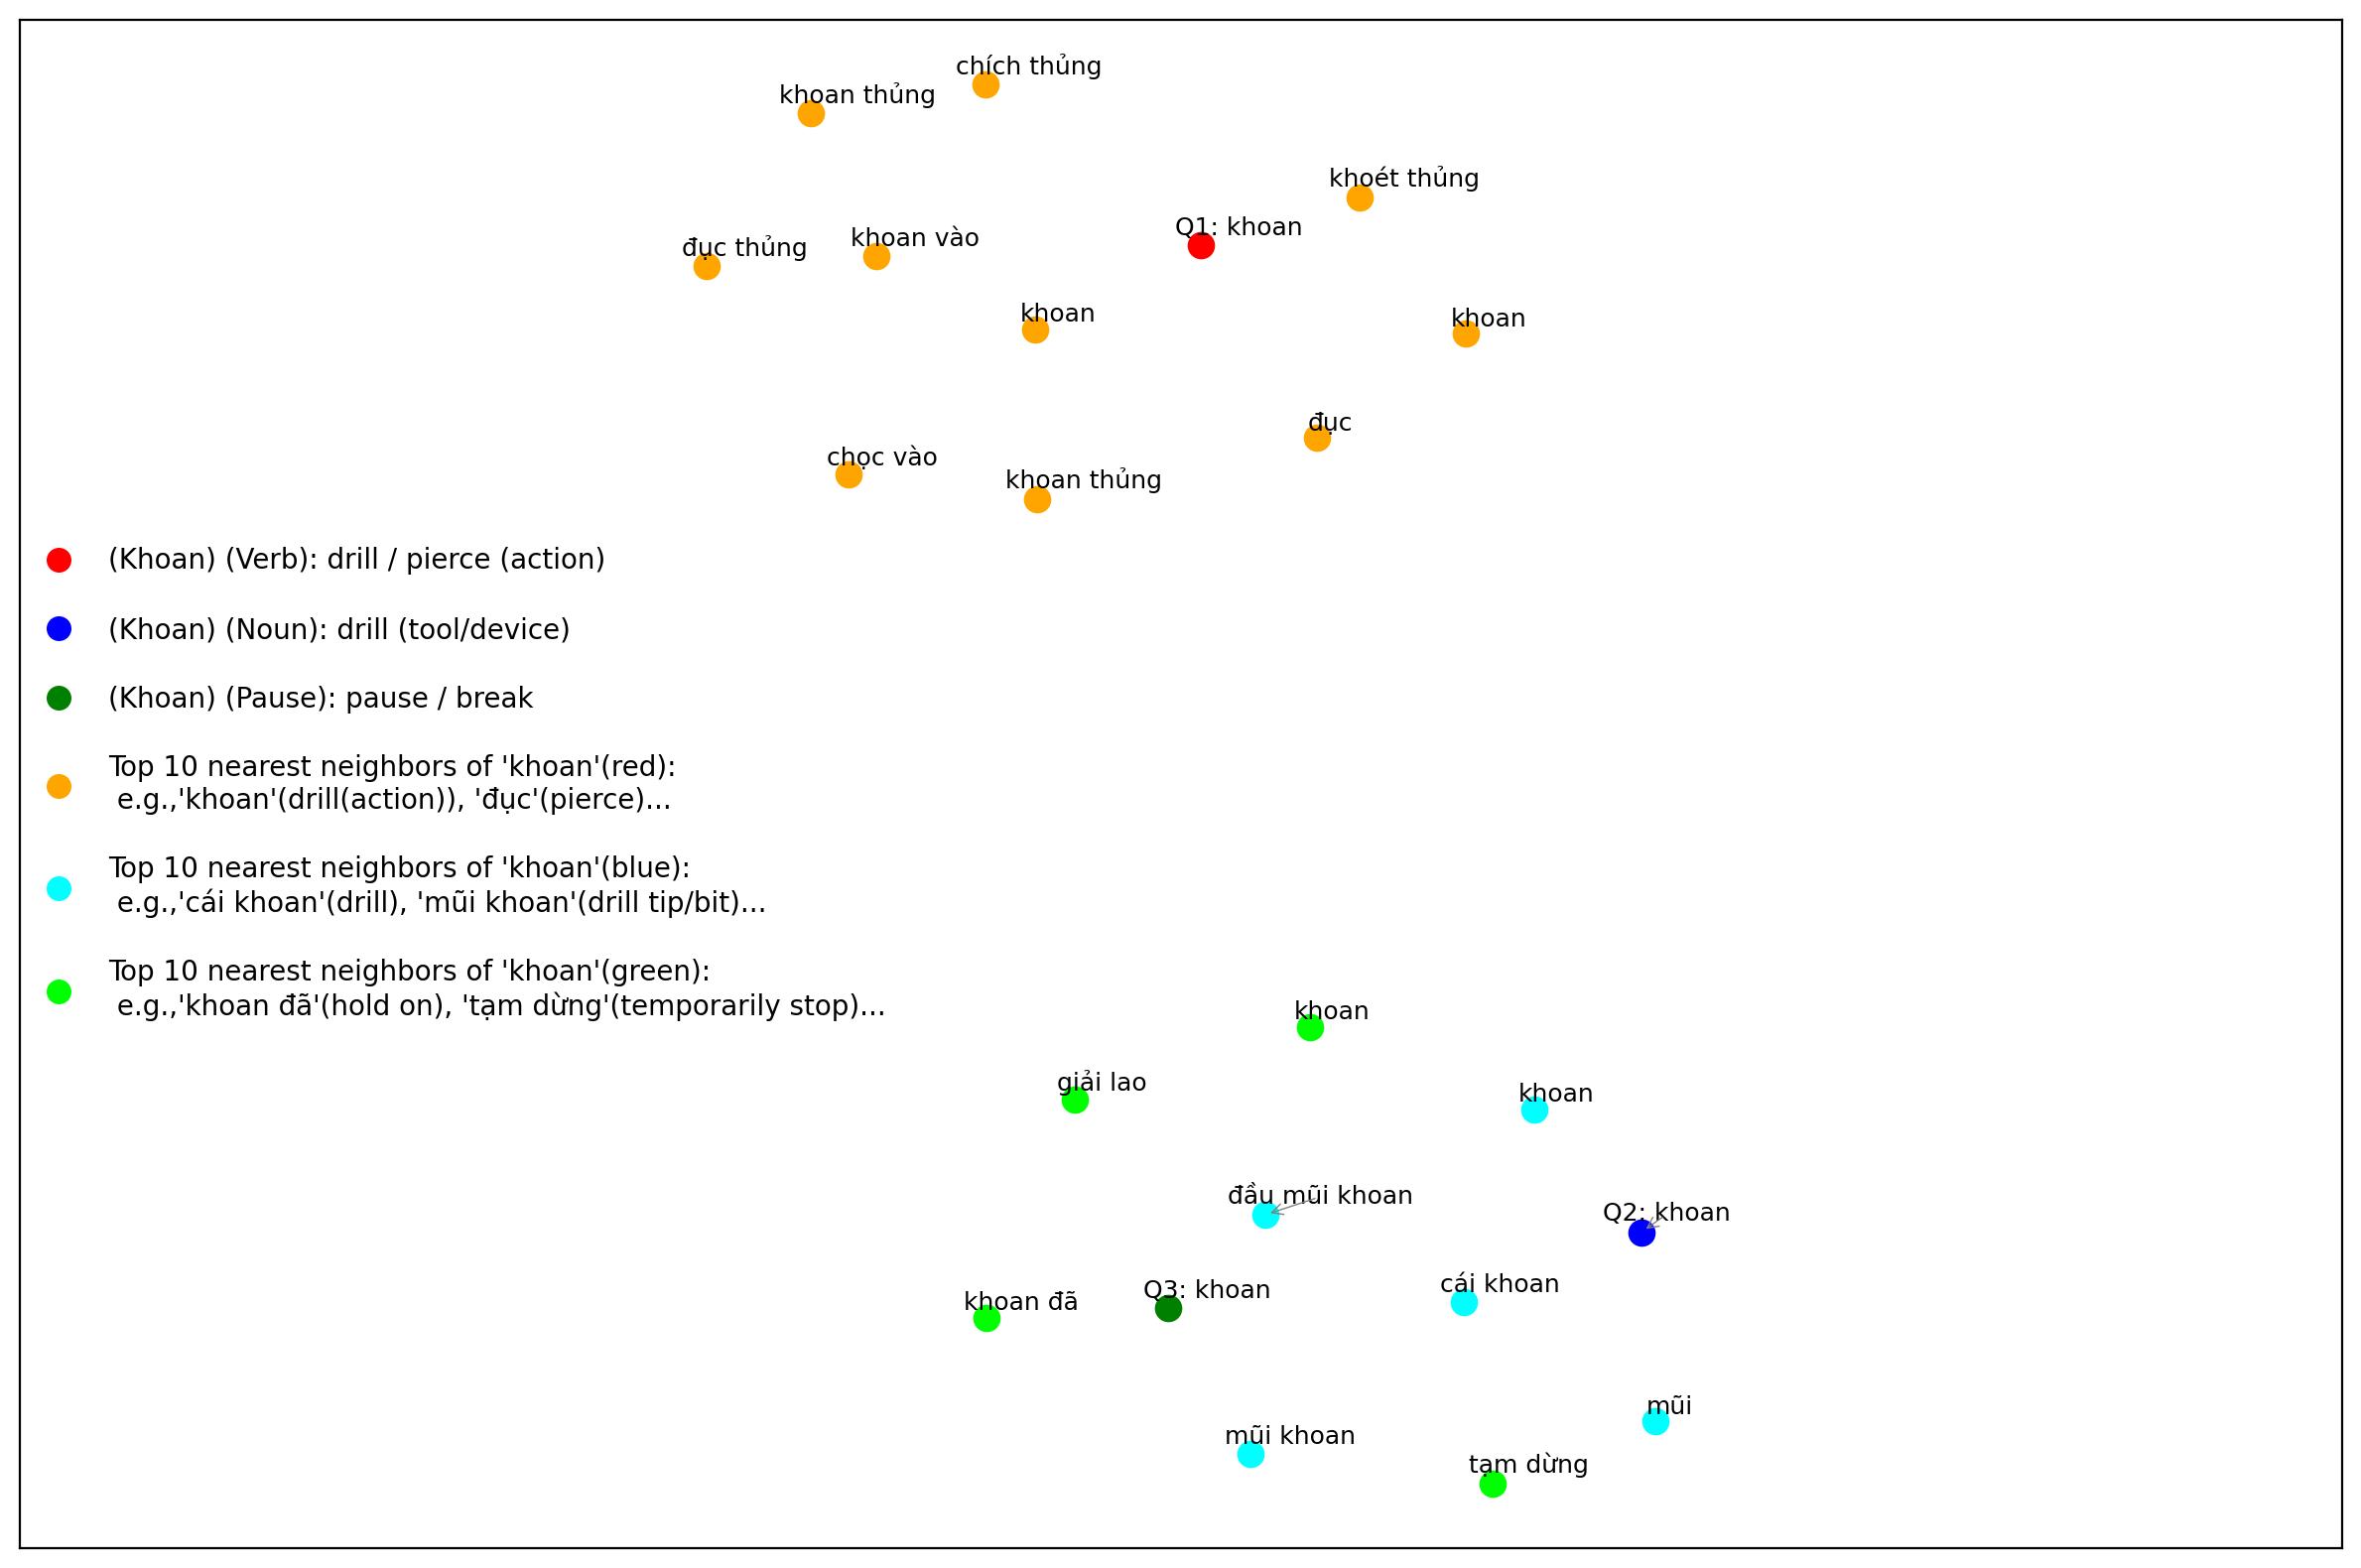 chích thủng
khoan thủng
khoét thủng
Q1: khoan
khoan vào
đục thủng
khoan
khoan
đục
chọc vào
khoan thủng
(Khoan) (Verb): drill / pierce (action)
(Khoan) (Noun): drill (tool/device)
(Khoan) (Pause): pause / break
Top 10 nearest neighbors of 'khoan'(red):
e.g.,'khoan'(drill(action)), 'đục'(pierce)...
Top 10 nearest neighbors of 'khoan'(blue):
e.g.,'cái khoan'(drill), 'mũi khoan'(drill tip/bit)...
Top 10 nearest neighbors of 'khoan'(green):
e.g.,'khoan đã'(hold on), 'tạm dừng'(temporarily stop)...
khoan
giải lao
khoan
đầu mũi khoan
Q2: khoan
cái khoan
Q3: khoan
khoan đã
mũi
mũi khoan
tạm dừng